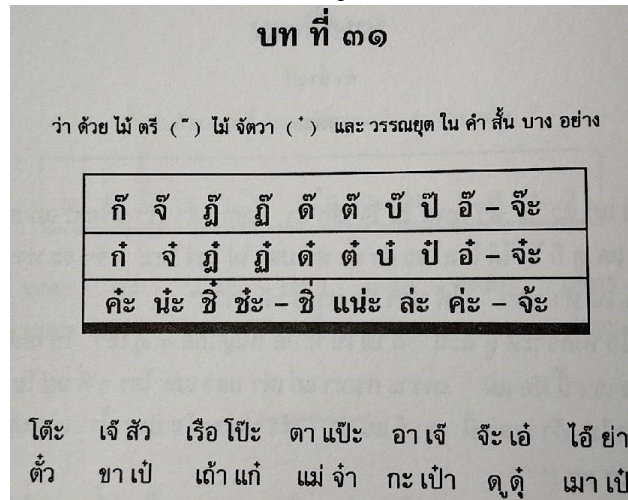 บท ที่ ๓๑
ว่า ด้วย ไม้ ตรี ( ๊ ) ไม้ จัตวา ( ๋ ) และ วรรณยุต ใน คำ สั้น บาง อย่าง
ก๊ จ๊ ฎ๊ ฏ๊ ด๊ ต๊ บ๊ ป๊ อ๊ – จ๊ะ
ก๋ จ๋ ฎ๋ ฏ๋ ด๋ ต๋ บ๋ ป๋ อ๋ – จ๋ะ
ค๋ะ น๋ะ ชิ๋ ช๋ะ – ชิ่ แน่ะ ล่ะ ค่ะ – จ้ะ
โต๊ะ เจ๊ สัว เรือ โป๊ะ ตา แป๊ะ อา เจ๊ จ๊ะ เอ๋ ไอ๊ ย่า
ตั๋ว ขา เป๋ เถ้า แก๋ แม่ จ๋า กะ เป๋า ดู ดุ๋ เมา เป๋